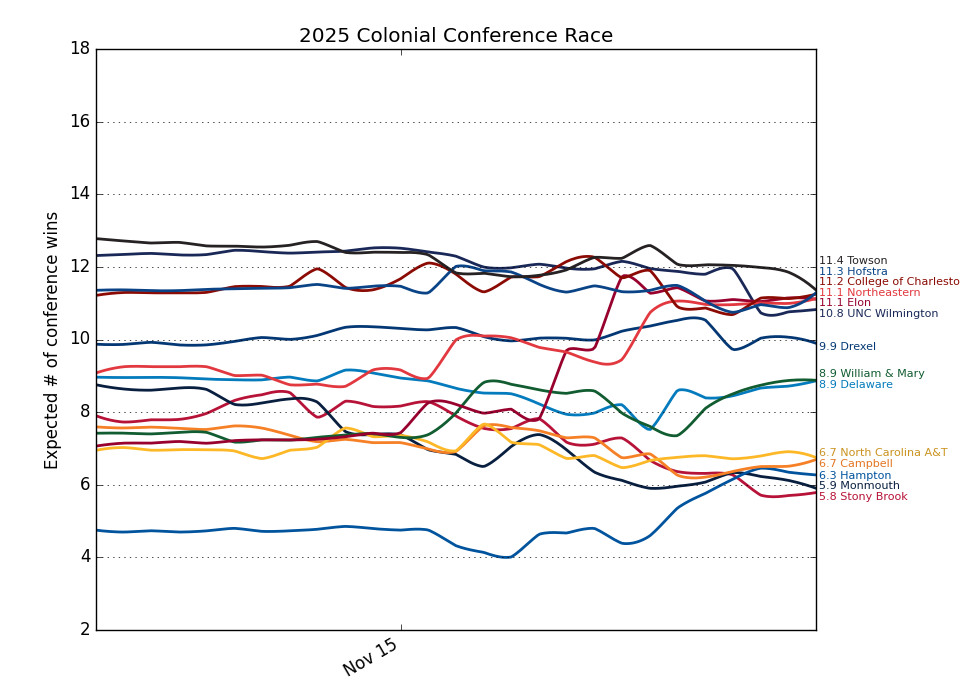 2025 Colonial Conference Race
Expected # of conference wins
18
16
14
12
10
8
6
4
2
Nov 15
11.4 Towson
11.3 Hofstra
11.2 College of Charlesto
11.1 Northeastern
11.1 Elon
10.8 UNC Wilmington
9.9 Drexel
8.9 William & Mary
8.9 Delaware
6.7 North Carolina A&T
6.7 Campbell
6.3 Hampton
5.9 Monmouth
5.8 Stony Brook